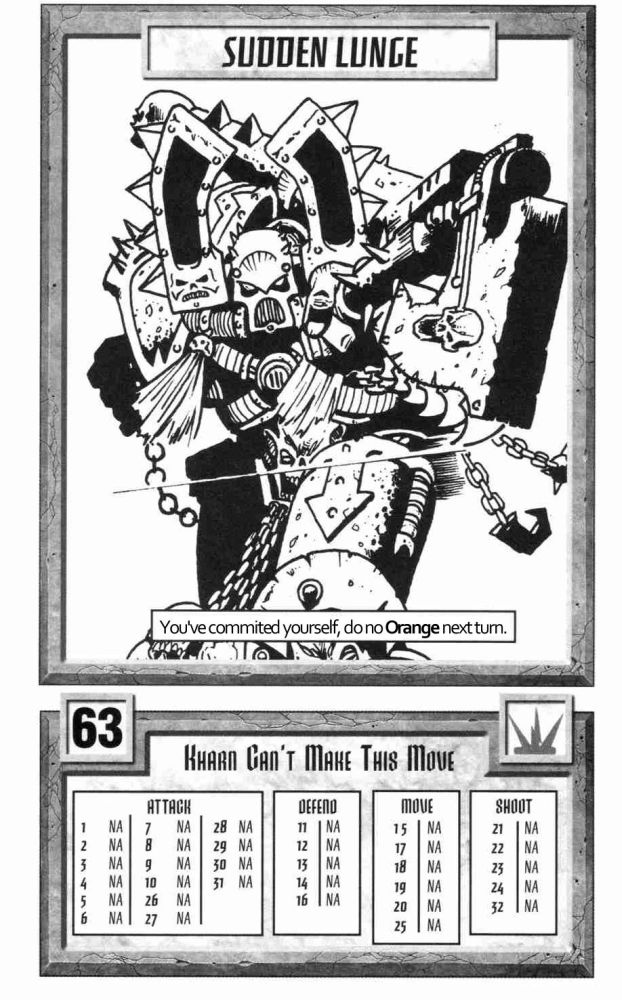 SUDDEN LUNGE
You've commited yourself, do no Orange next turn.
63
KHARN CAN'T MAKE THIS MOVE
ATTACK
1 NA 7 NA 28 NA
2 NA 8 NA 29 NA
3 NA 9 NA 30 NA
4 NA 10 NA 31 NA
5 NA 26 NA
6 NA 27 NA
DEFEND
11 NA
12 NA
13 NA
14 NA
16 NA
MOVE
15 NA
17 NA
18 NA
19 NA
20 NA
25 NA
SHOOT
21 NA
22 NA
23 NA
24 NA
32 NA